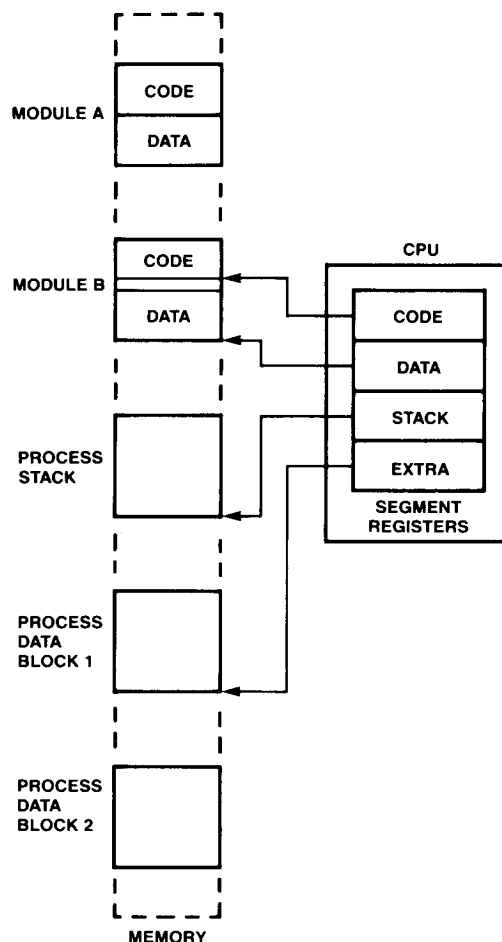 CODE
MODULE A
DATA
CPU
CODE
MODULE B
DATA
CODE
DATA
STACK
EXTRA
SEGMENT
REGISTERS
PROCESS
STACK
PROCESS
DATA
BLOCK 1
PROCESS
DATA
BLOCK 2
MEMORY